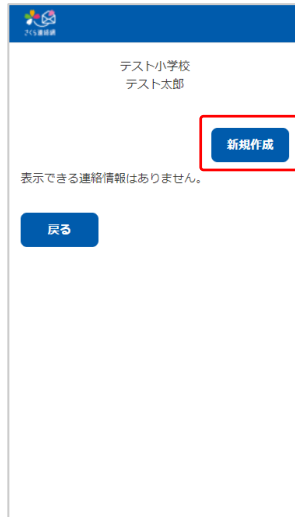 さくら連絡網
テスト小学校
テスト太郎
新規作成
表示できる連絡情報はありません。
戻る